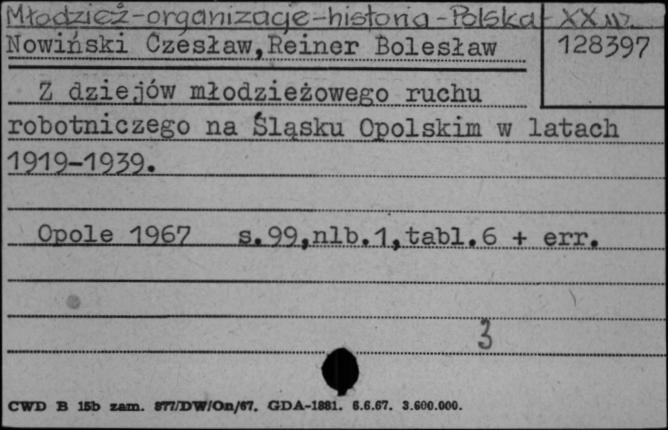 Młodzież-organizacje-historia-Polska-XX w.
Nowiński Czesław,Reiner Bolesław
128397
Z dziejów młodzieżowego ruchu
robotniczego na Śląsku Opolskim w latach
1919-1939.
Opole 1967 s.99,nlb.1,tabl.6 + err.
3
CWD B 15b zam. 877/DW/On/67. GDA-1881. 6.6.67. 3.600.000.